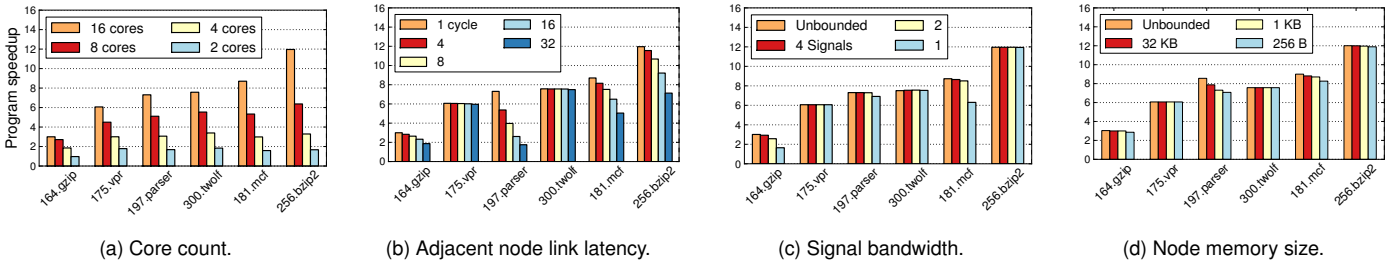 Program speedup
16
14
12
10
8
6
4
2
0
16 cores
8 cores
4 cores
2 cores
164.gzip
175.vpr
197.parser
300.twolf
181.mcf
256.bzip2
(a) Core count.
16
14
12
10
8
6
4
2
0
1 cycle
4
8
16
32
164.gzip
175.vpr
197.parser
300.twolf
181.mcf
256.bzip2
(b) Adjacent node link latency.
16
14
12
10
8
6
4
2
0
Unbounded
4 Signals
2
1
164.gzip
175.vpr
197.parser
300.twolf
181.mcf
256.bzip2
(c) Signal bandwidth.
16
14
12
10
8
6
4
2
0
Unbounded
32 KB
1 KB
256 B
164.gzip
175.vpr
197.parser
300.twolf
181.mcf
256.bzip2
(d) Node memory size.